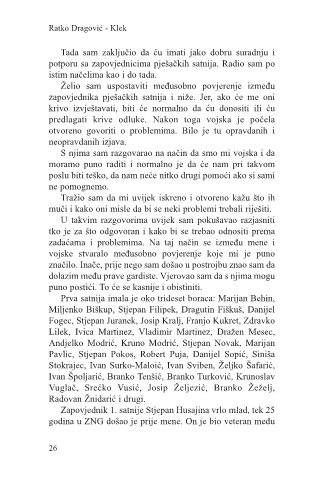 Ratko Dragović - Klek
Tada sam zaključio da ću imati jako dobru suradnju i
potporu sa zapovjednicima pješačkih satnija. Radio sam po
istim načelima kao i do tada.
Želio sam uspostaviti međusobno povjerenje između
zapovjednika pješačkih satnija i niže. Jer, ako će me oni
krivo izvještavati, biti će normalno da ću donositi ili ću
predlagati krive odluke. Nakon toga vojska je počela
otvoreno govoriti o problemima. Bilo je tu opravdanih i
neopravdanih izjava.
S njima sam razgovarao na način da smo mi vojska i da
moramo puno raditi i normalno je da će nam pri takvom
poslu biti teško, da nam neće nitko drugi pomoći ako si sami
ne pomognemo.
Tražio sam da mi uvijek iskreno i otvoreno kažu što ih
muči i kako oni misle da bi se neki problemi trebali riješiti.
U takvim razgovorima uvijek sam pokušavao razjasniti
tko je za što odgovoran i kako bi se trebao odnositi prema
zadaćama i problemima. Na taj način se između mene i
vojske stvaralo međusobno povjerenje koje mi je puno
značilo. Inače, prije nego sam došao u postrojbu znao sam da
dolazim među prave gardiste. Vjerovao sam da s njima mogu
puno postići. To će se kasnije i obistiniti.
Prva satnija imala je oko trideset boraca: Marijan Behin,
Miljenko Biškup, Stjepan Filipek, Dragutin Fiškuš, Danijel
Fogec, Stjepan Juranek, Josip Kralj, Franjo Kukret, Zdravko
Lilek, Ivica Martinez, Vladimir Martinez, Dražen Mesec,
Andjelko Modrić, Kruno Modrić, Stjepan Novak, Marijan
Pavlic, Stjepan Pokos, Robert Puja, Danijel Sopić, Siniša
Stokrajec, Ivan Surko-Maloić, Ivan Sviben, Željko Šafarić,
Ivan Špoljarić, Branko Tenšić, Branko Turković, Krunoslav
Vuglač, Srećko Vusić, Josip Željezić, Branko Žeželj,
Radovan Žnidarić i drugi.
Zapovjednik 1. satnije Stjepan Husajina vrlo mlad, tek 25
godina u ZNG došao je prije mene. On je bio veteran među
26